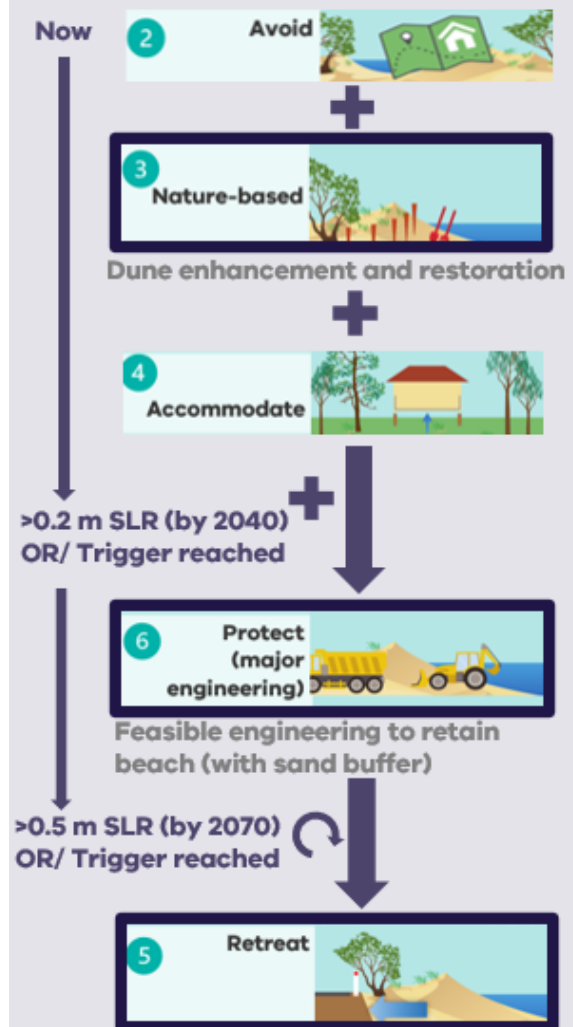 Now
2
Avoid
3
Nature-based
Dune enhancement and restoration
4
Accommodate
>0.2 m SLR (by 2040)
OR/ Trigger reached
6
Protect
(major
engineering)
Feasible engineering to retain
beach (with sand buffer)
>0.5 m SLR (by 2070)
OR/ Trigger reached
5
Retreat